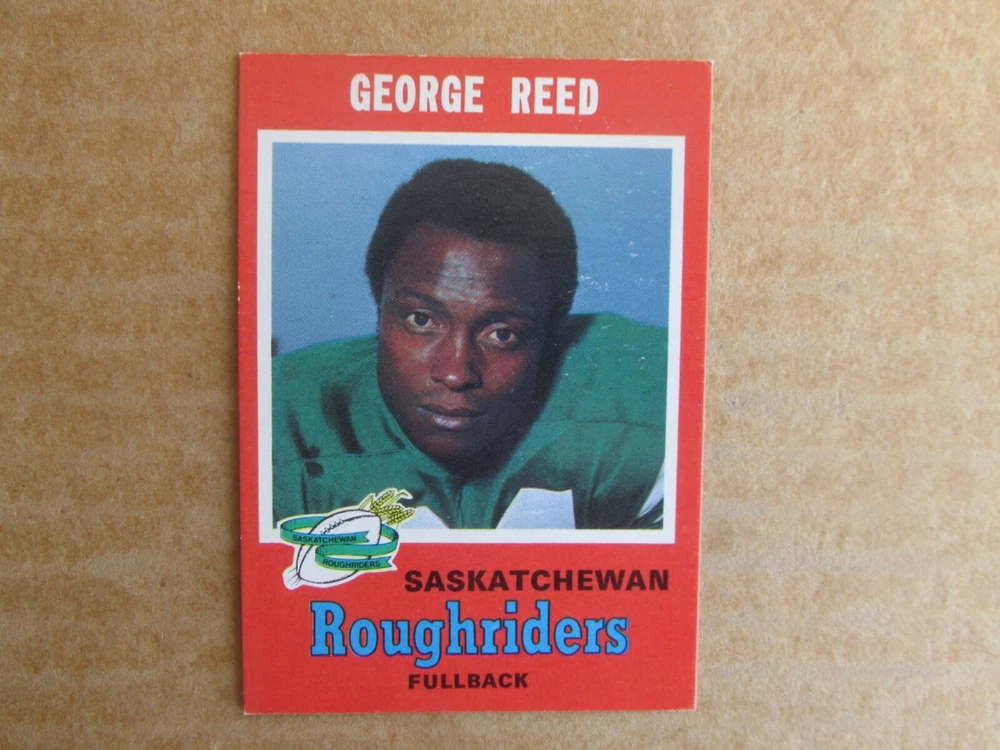 GEORGE REED
SASKATCHEWAN
ROUGHRIDERS
SASKATCHEWAN
Roughriders
FULLBACK